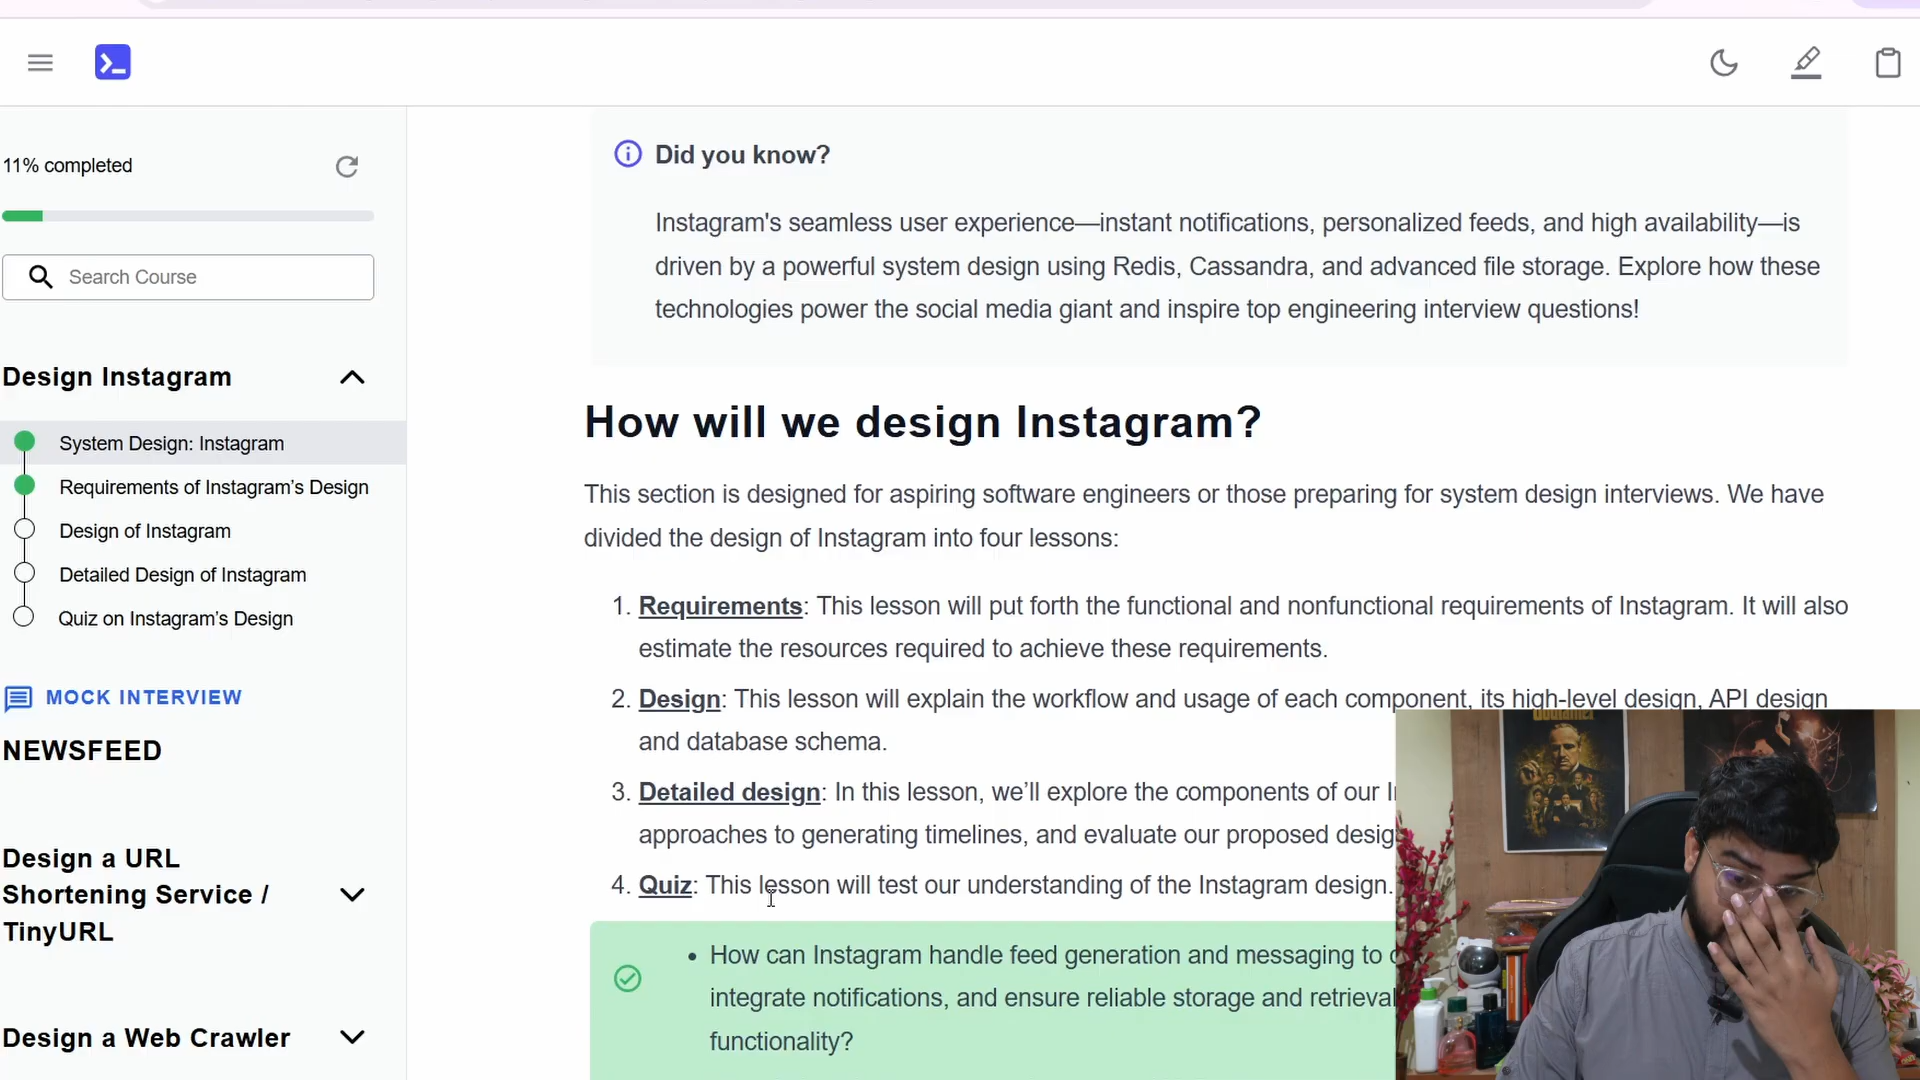 11% completed
Search Course
Design Instagram
System Design: Instagram
Requirements of Instagram’s Design
Design of Instagram
Detailed Design of Instagram
Quiz on Instagram’s Design
MOCK INTERVIEW
NEWSFEED
Design a URL
Shortening Service /
TinyURL
Design a Web Crawler
Did you know?
Instagram's seamless user experience—instant notifications, personalized feeds, and high availability—is
driven by a powerful system design using Redis, Cassandra, and advanced file storage. Explore how these
technologies power the social media giant and inspire top engineering interview questions!
How will we design Instagram?
This section is designed for aspiring software engineers or those preparing for system design interviews. We have
divided the design of Instagram into four lessons:
1. Requirements: This lesson will put forth the functional and nonfunctional requirements of Instagram. It will also
estimate the resources required to achieve these requirements.
2. Design: This lesson will explain the workflow and usage of each component, its high-level design, API design
and database schema.
3. Detailed design: In this lesson, we’ll explore the components of our
approaches to generating timelines, and evaluate our proposed
4. Quiz: This lesson will test our understanding of the Instagram design.
• How can Instagram handle feed generation and messaging to
integrate notifications, and ensure reliable storage and retrieval
functionality?